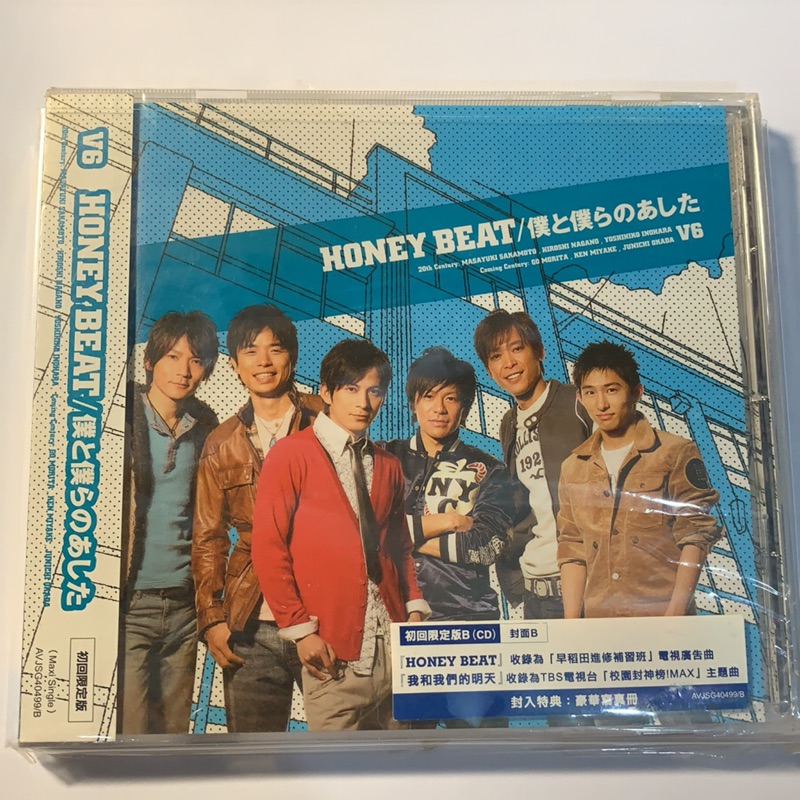 V6
20th Century: MASAYUKI SAKAMOTO, HIROSHI NAGANO, YOSHIHIKO INOHARA
Coming Century: GO MORITA, KEN MIYAKE, JUNICHI OKADA
HONEY BEAT/僕と僕らのあした
初回限定版
(Maxi Single)
AVJSG40499/B
HONEY BEAT/僕と僕らのあした
20th Century: MASAYUKI SAKAMOTO, HIROSHI NAGANO, YOSHIHIKO INOHARA
Coming Century: GO MORITA, KEN MIYAKE, JUNICHI OKADA
V6
192
NY
初回限定版B(CD) 封面B
『HONEY BEAT』收錄為「早稻田進修補習班」電視廣告曲
『我和我們的明天』收錄為TBS電視台「校園封神榜!MAX」主題曲
封入特典：豪華寫真冊
AVJSG40499/B